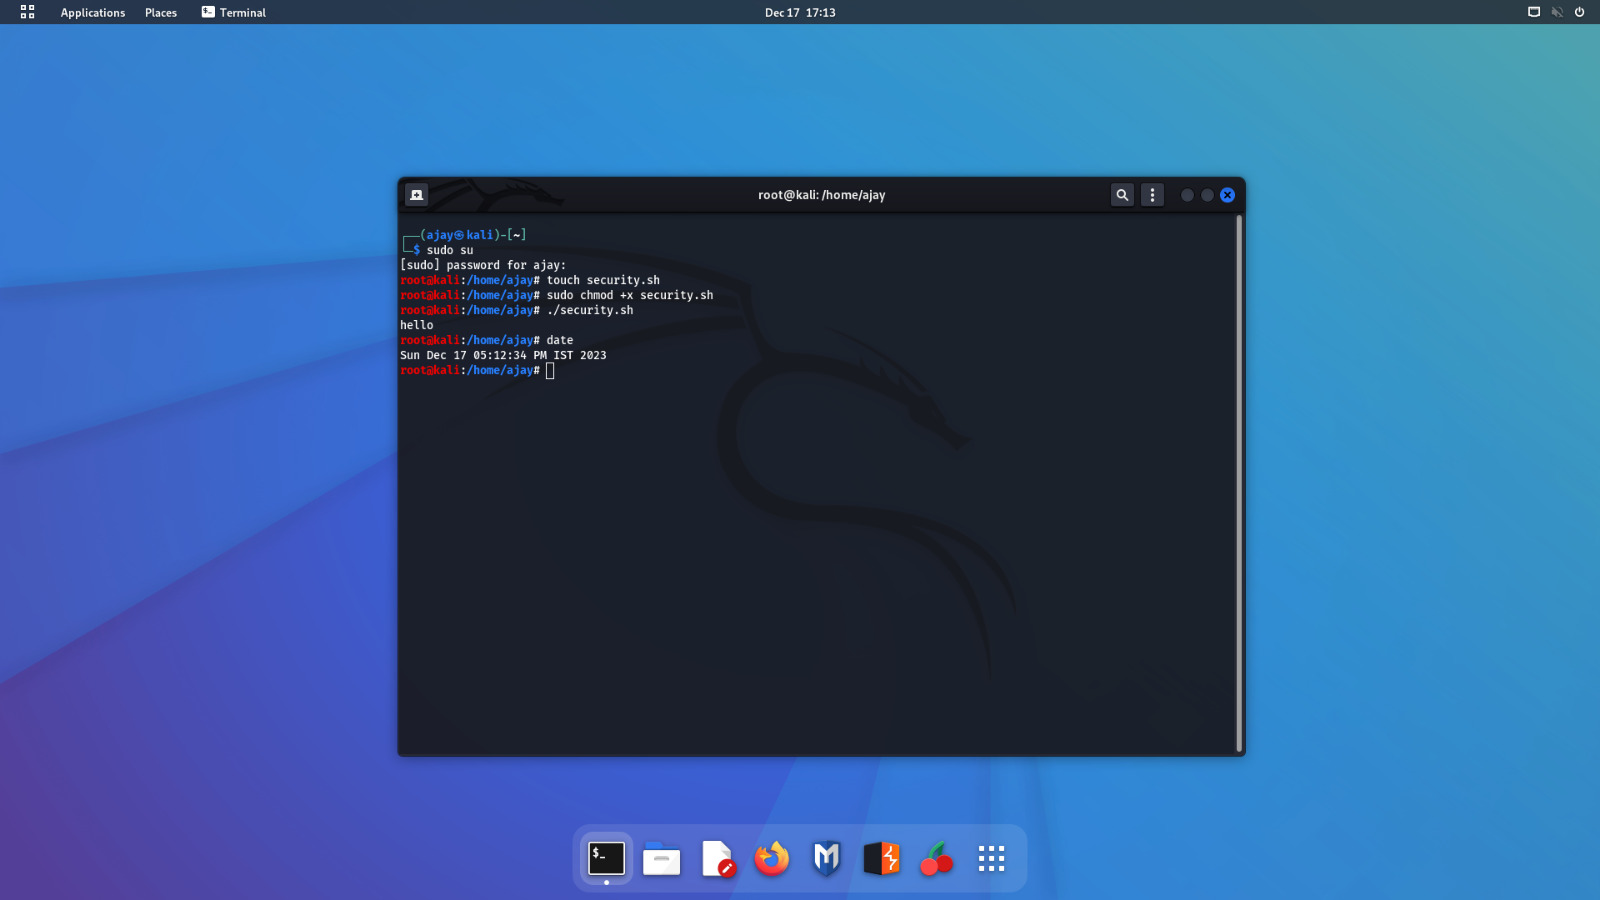 Applications Places Terminal Dec 17 17:13
root@kali: /home/ajay
┌──(ajay㉿kali)-[~]
└─$ sudo su
[sudo] password for ajay:
root@kali:/home/ajay# touch security.sh
root@kali:/home/ajay# sudo chmod +x security.sh
root@kali:/home/ajay# ./security.sh
hello
root@kali:/home/ajay# date
Sun Dec 17 05:12:34 PM IST 2023
root@kali:/home/ajay#
$_